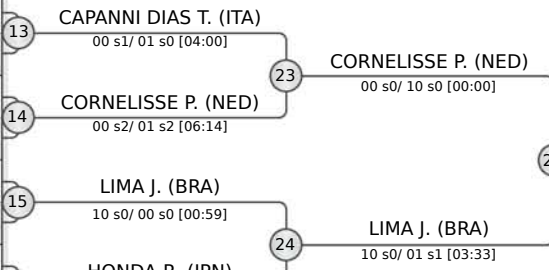 CAPANNI DIAS T. (ITA)
13
00 s1/ 01 s0 [04:00]
23
CORNELISSE P. (NED)
00 s0/ 10 s0 [00:00]
CORNELISSE P. (NED)
14
00 s2/ 01 s2 [06:14]
LIMA J. (BRA)
15
10 s0/ 00 s0 [00:59]
24
LIMA J. (BRA)
10 s0/ 01 s1 [03:33]